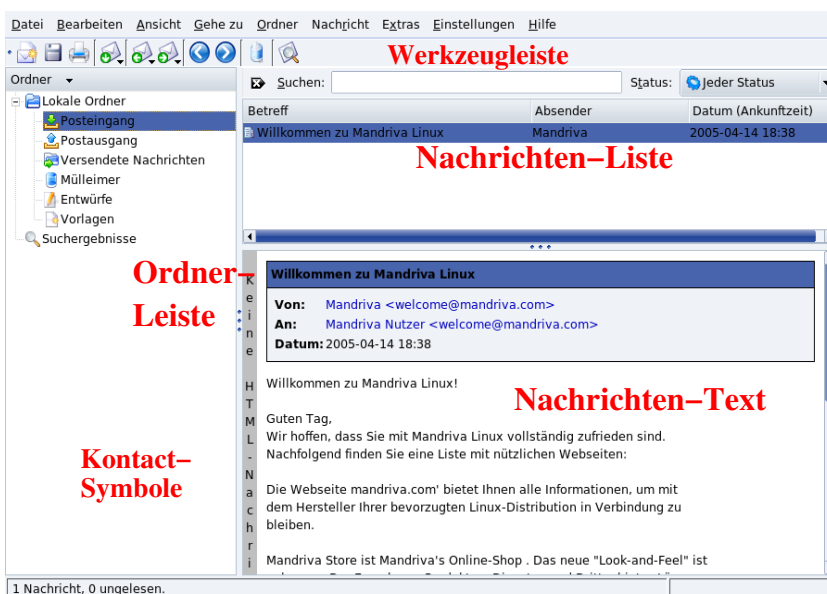 Datei Bearbeiten Ansicht Gehe zu Ordner Nachricht Extras Einstellungen Hilfe
Werkzeugleiste
Ordner
Suchen: Status: Jeder Status
Lokale Ordner
Posteingang
Postausgang
Versendete Nachrichten
Mülleimer
Entwürfe
Vorlagen
Suchergebnisse
Betreff Absender Datum (Ankunftzeit)
Willkommen zu Mandriva Linux Mandriva 2005-04-14 18:38
Nachrichten-Liste
Ordner-
Leiste
Kontact-
Symbole
Keine HTML-Nachri
Willkommen zu Mandriva Linux
Von: Mandriva <welcome@mandriva.com>
An: Mandriva Nutzer <welcome@mandriva.com>
Datum: 2005-04-14 18:38
Willkommen zu Mandriva Linux!
Nachrichten-Text
Guten Tag,
Wir hoffen, dass Sie mit Mandriva Linux vollständig zufrieden sind.
Nachfolgend finden Sie eine Liste mit nützlichen Webseiten:
Die Webseite mandriva.com' bietet Ihnen alle Informationen, um mit
dem Hersteller Ihrer bevorzugten Linux-Distribution in Verbindung zu
bleiben.
Mandriva Store ist Mandriva's Online-Shop . Das neue "Look-and-Feel" ist
1 Nachricht, 0 ungelesen.